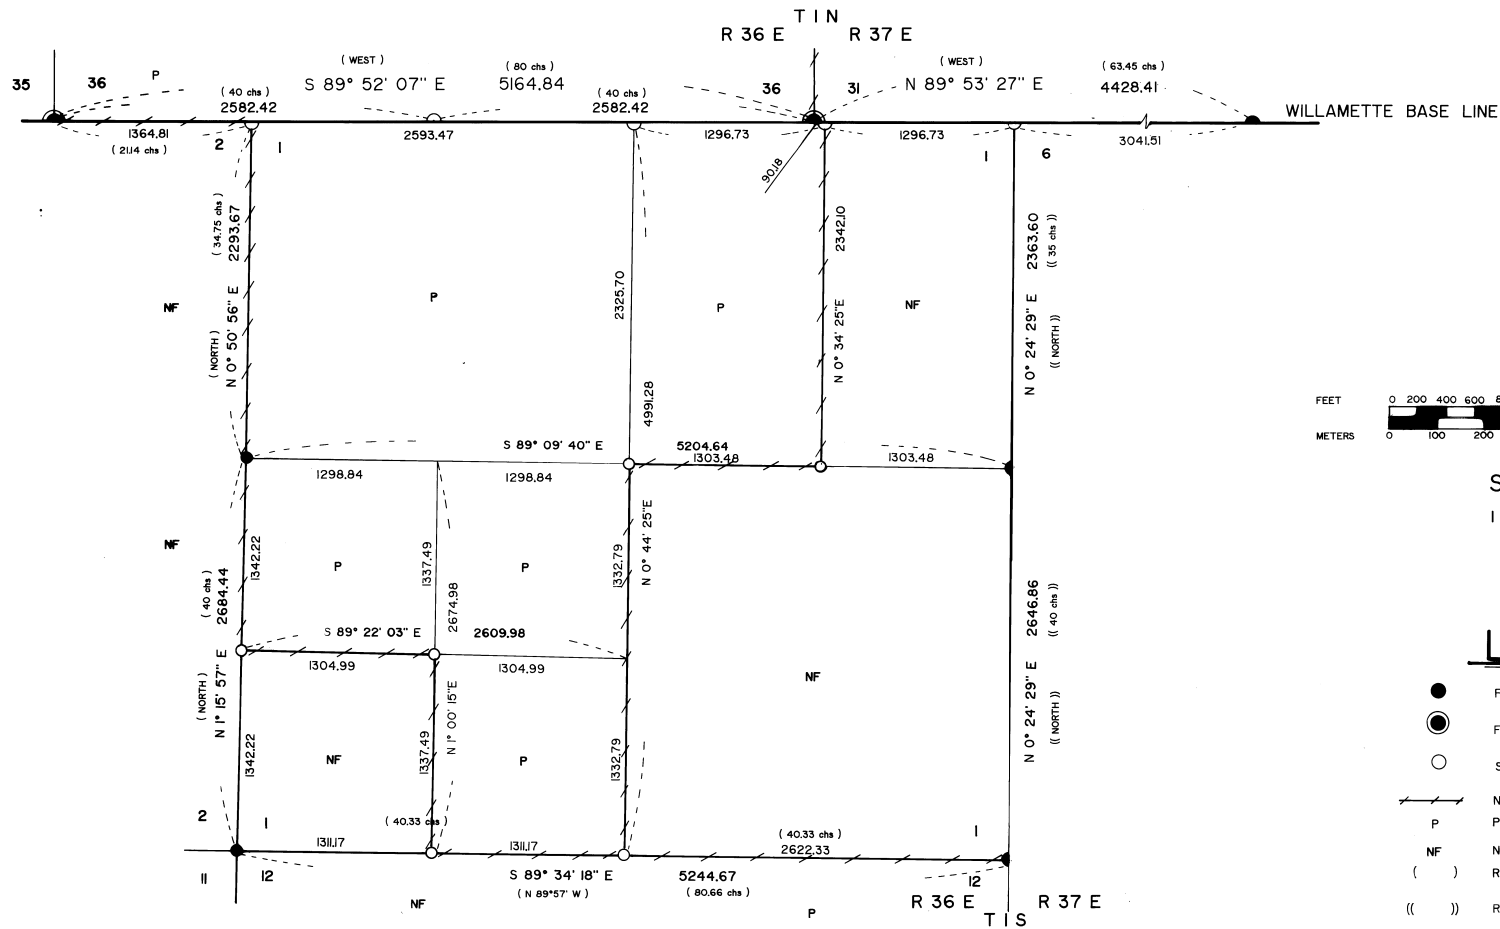 T I N
R 36 E R 37 E
35 36 P
( WEST ) ( 80 chs )
S 89° 52' 07" E 5164.84
( 40 chs ) ( 40 chs )
2582.42 2582.42
36 31
( WEST ) ( 63.45 chs )
N 89° 53' 27" E 4428.41
WILLAMETTE BASE LINE
1364.81 2593.47 1296.73 1296.73 3041.51
( 21.14 chs )
2 1 1 6
90.18
( 34.75 chs )
2293.67
( NORTH )
N 0° 50' 56" E
NF
P
2325.70
4991.28
P
2342.10
N 0° 34' 25"E
NF
2363.60
(( 35 chs ))
N 0° 24' 29" E
(( NORTH ))
FEET 0 200 400 600 8
METERS 0 100 200
S 89° 09' 40" E 5204.64
1298.84 1298.84 1303.48 1303.48
S
I
NF
( 40 chs )
2684.44
1342.22
P
1337.49
2674.98
P
1332.79
N 0° 44' 25"E
2646.86
(( 40 chs ))
S 89° 22' 03" E 2609.98
1304.99 1304.99
( NORTH )
N 1° 15' 57" E
1342.22
NF
1337.49
N 1° 00' 15"E
P
1332.79
NF
N 0° 24' 29" E
(( NORTH ))
F
F
S
N
P P
NF N
( ) R
(( )) R
2 1 1
( 40.33 chs ) ( 40.33 chs )
1311.17 1311.17 2622.33
11 12 12
S 89° 34' 18" E 5244.67
( N 89°57' W ) ( 80.66 chs )
NF P
R 36 E R 37 E
T I S